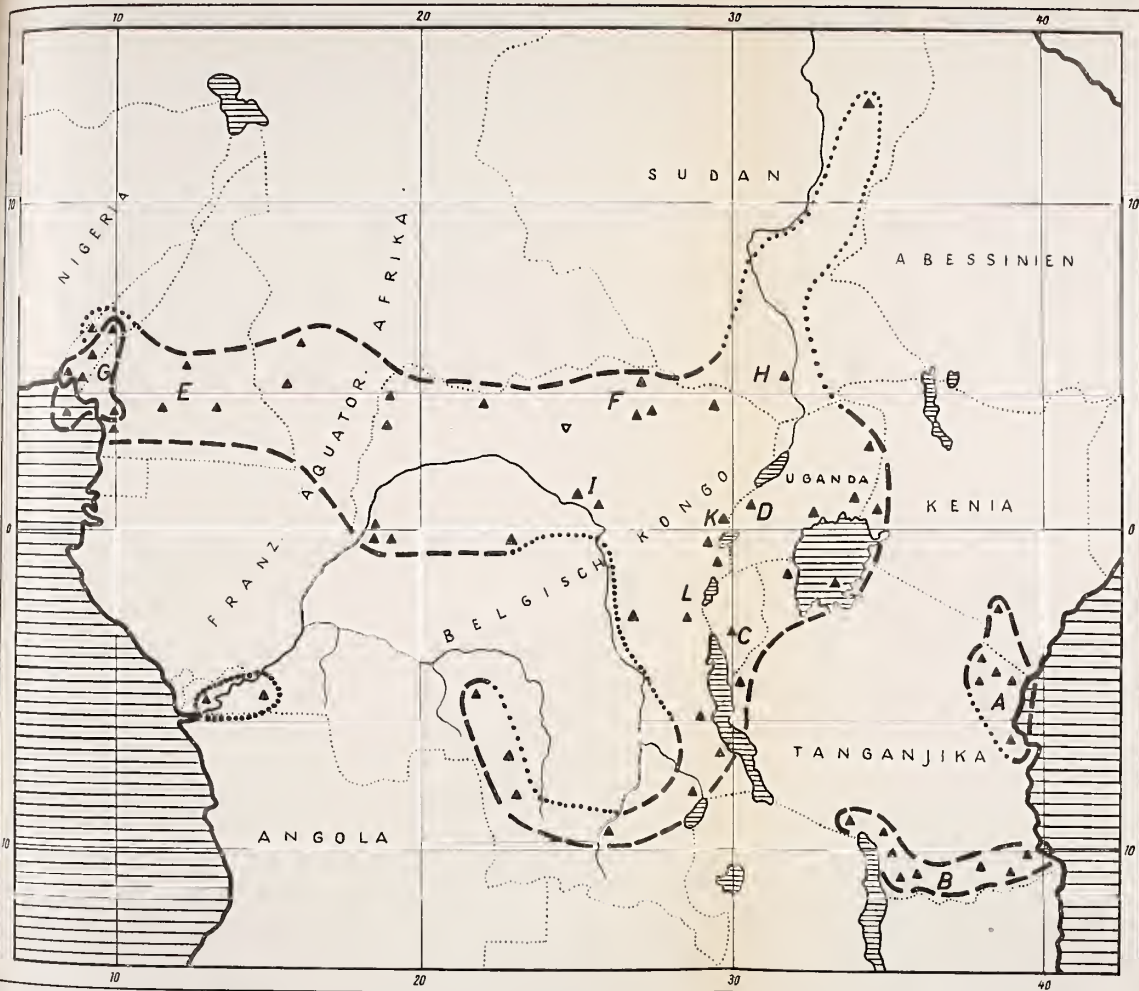 10 20 30 40
SUDAN
10 10
NIGERIA
ABESSINIEN
FRANZ. ÄQUATOR. AFRIKA
G
E
H
F
UGANDA
I
KENIA
K D
0 0
BELGISCH KONGO
L
C
A
TANGANJIKA
ANGOLA
10 10
B
10 20 30 40